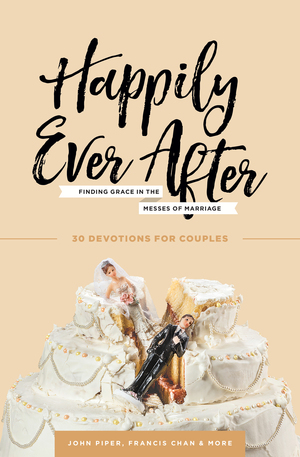 Happily
Ever After
FINDING GRACE IN THE
MESSES OF MARRIAGE
30 DEVOTIONS FOR COUPLES
JOHN PIPER, FRANCIS CHAN & MORE